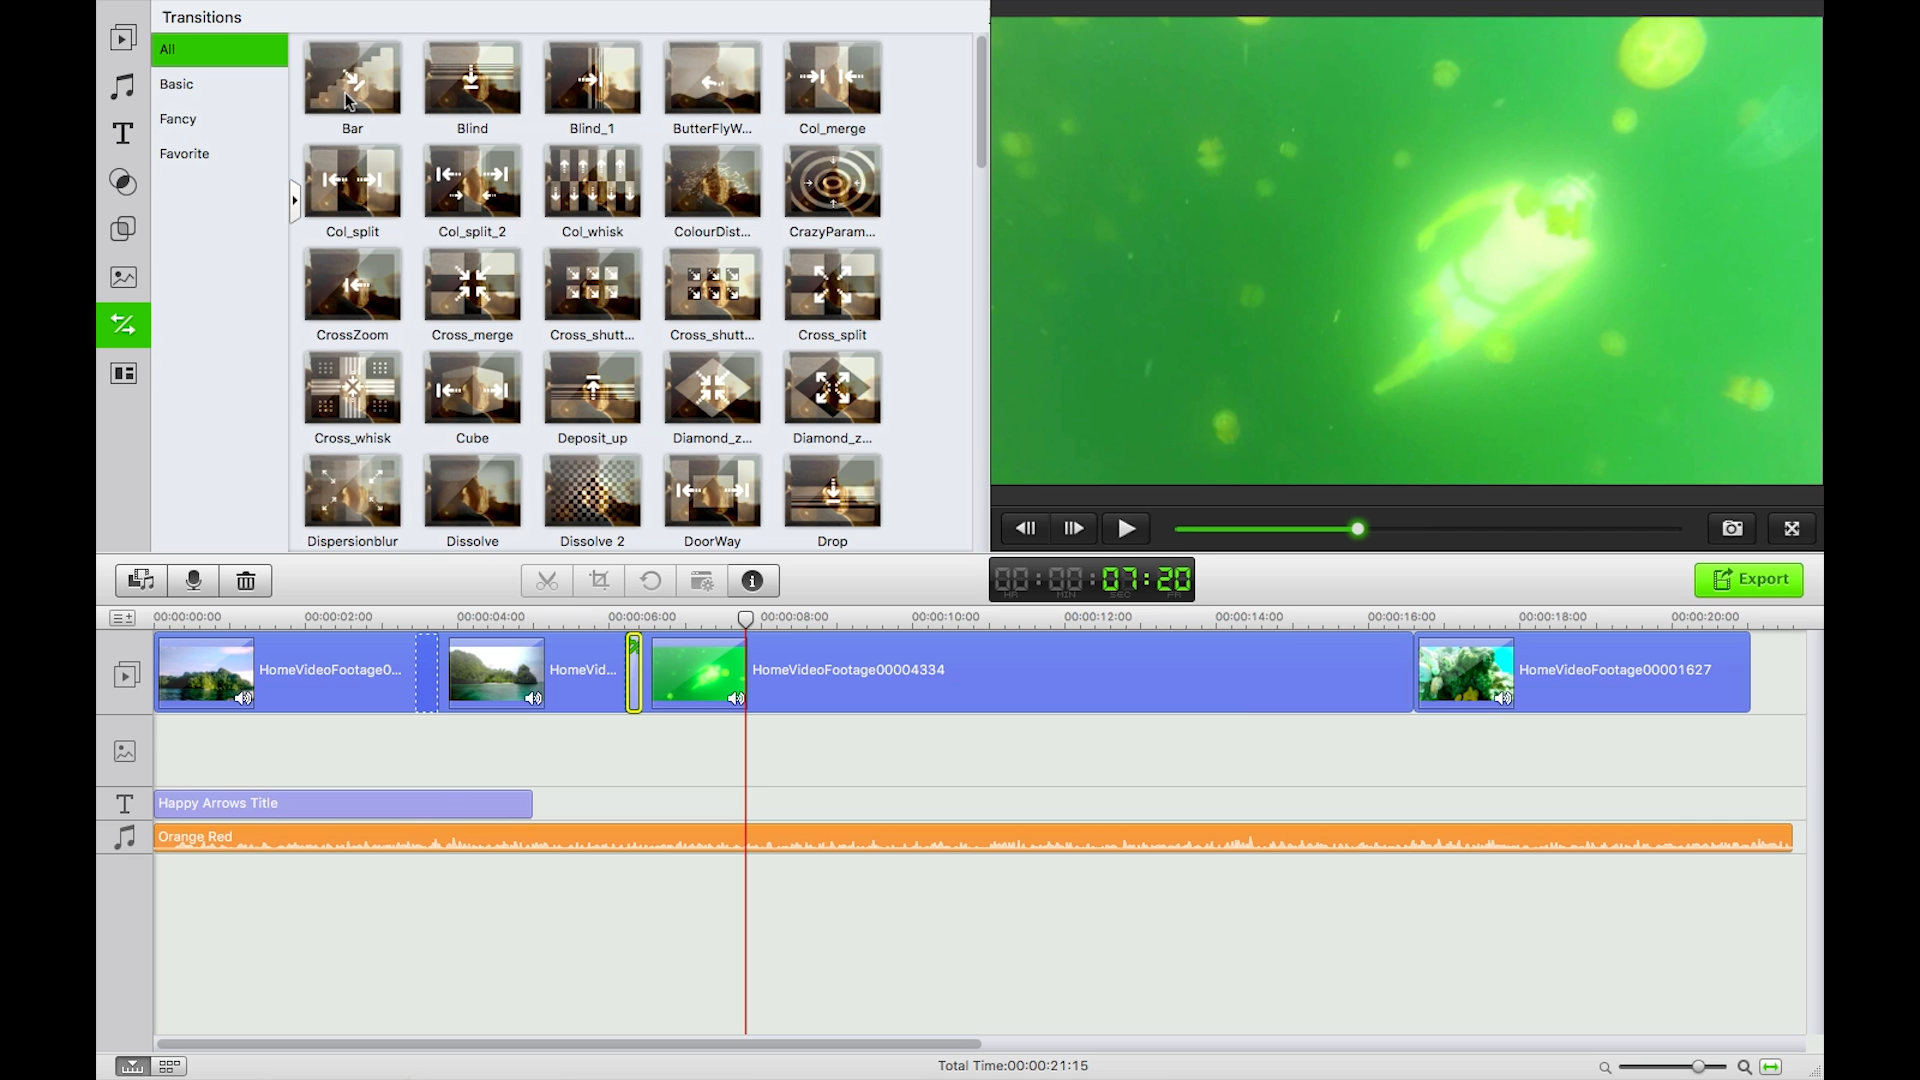 Transitions
All
Basic
Fancy
Favorite
Bar
Blind
Blind_1
ButterFlyW...
Col_merge
Col_split
Col_split_2
Col_whisk
ColourDist...
CrazyParam...
CrossZoom
Cross_merge
Cross_shutt...
Cross_shutt...
Cross_split
Cross_whisk
Cube
Deposit_up
Diamond_z...
Diamond_z...
Dispersionblur
Dissolve
Dissolve 2
DoorWay
Drop
00:00:07:20
HR MIN SEC FR
Export
00:00:00:00
00:00:02:00
00:00:04:00
00:00:06:00
00:00:08:00
00:00:10:00
00:00:12:00
00:00:14:00
00:00:16:00
00:00:18:00
00:00:20:00
HomeVideoFootage0...
HomeVid...
HomeVideoFootage00004334
HomeVideoFootage00001627
Happy Arrows Title
Orange Red
Total Time:00:00:21:15